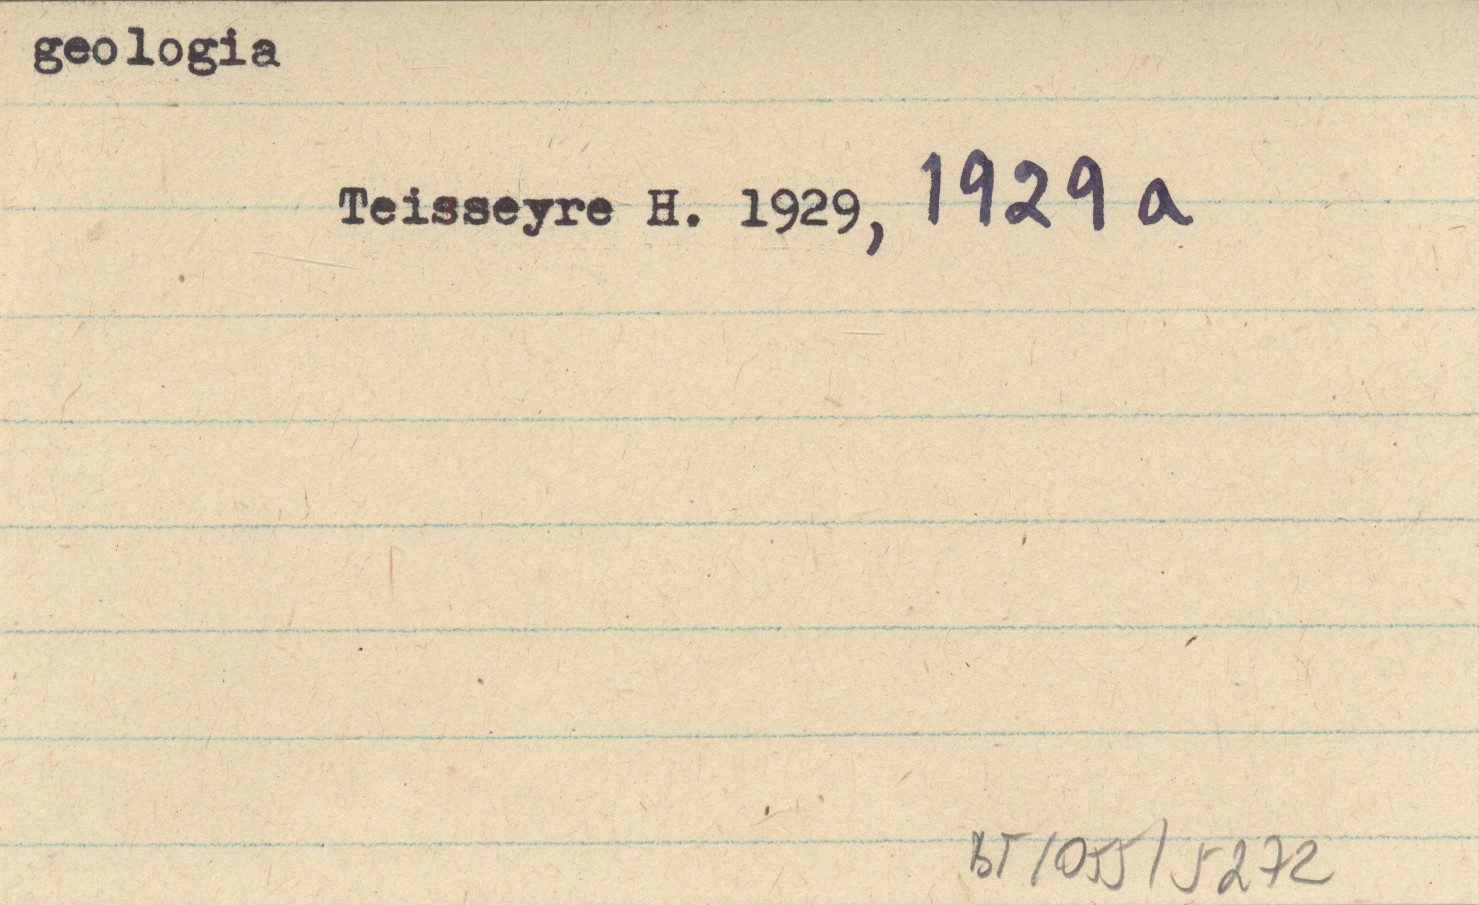 geologia
Teisseyre H. 1929, 1929 a
BT/055/5272